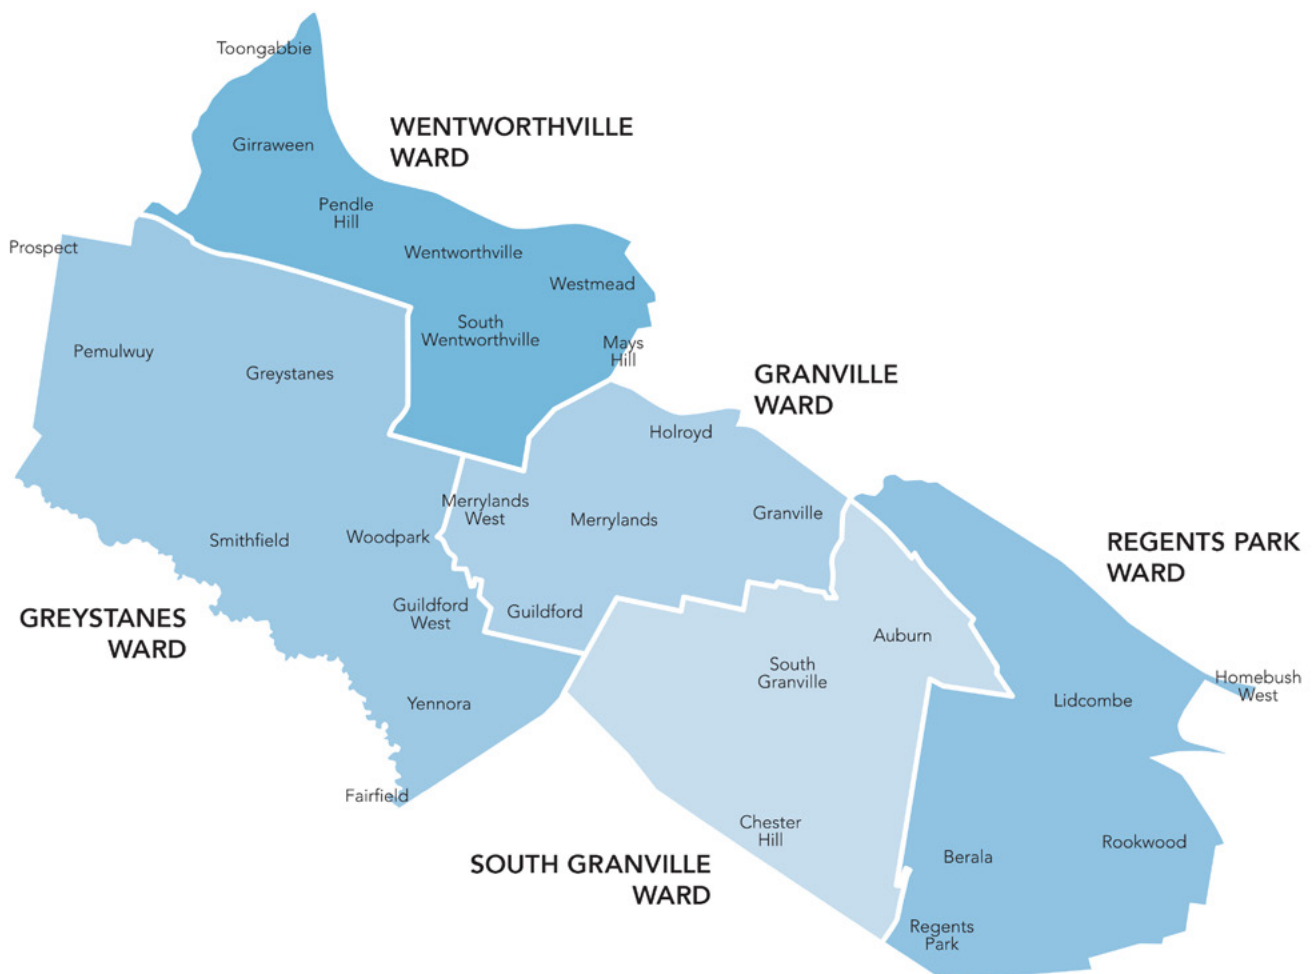 Toongabbie
WENTWORTHVILLE
WARD
Girraween
Pendle
Hill
Prospect
Wentworthville
Westmead
South
Wentworthville
Mays
Hill
Pemulwuy
Greystanes
GRANVILLE
WARD
Holroyd
Merrylands
West
Merrylands
Granville
Smithfield
Woodpark
REGENTS PARK
WARD
GREYSTANES
WARD
Guildford
West
Guildford
Auburn
South
Granville
Homebush
West
Yennora
Lidcombe
Fairfield
Chester
Hill
SOUTH GRANVILLE
WARD
Berala
Rookwood
Regents
Park